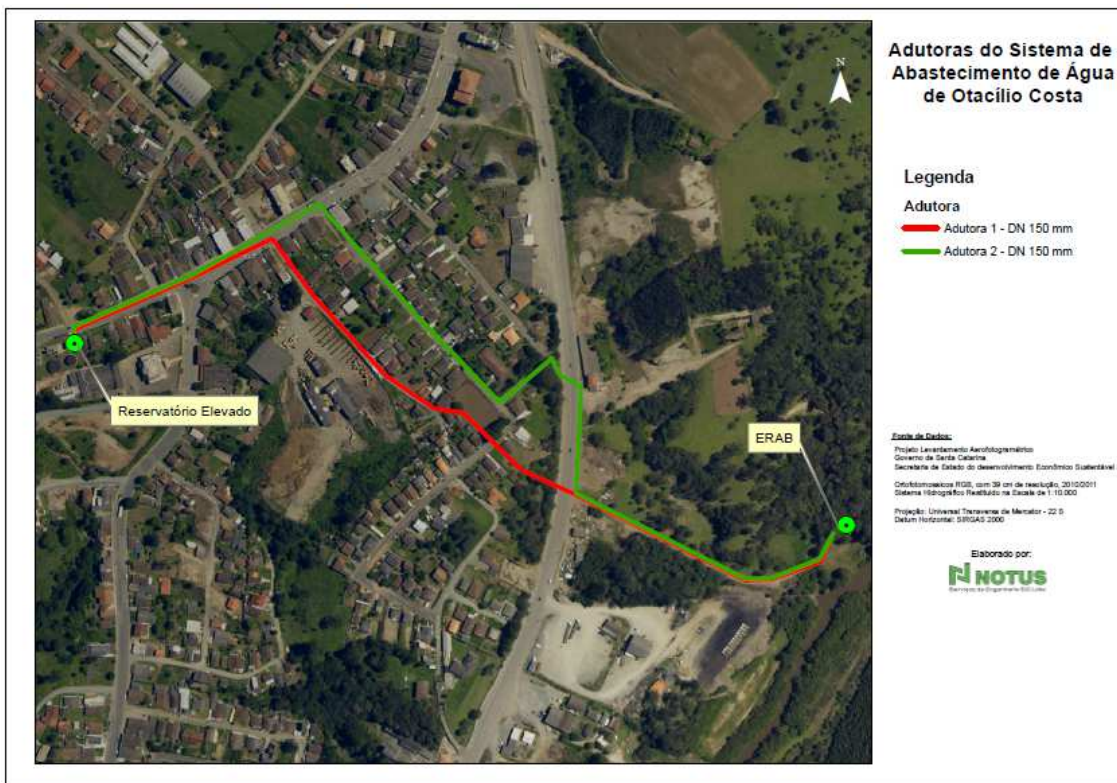 Adutoras do Sistema de
Abastecimento de Água
de Otacílio Costa
N
Legenda
Adutora
Adutora 1 - DN 150 mm
Adutora 2 - DN 150 mm
Reservatório Elevado
ERAB
Fonte de Dados:
Projeto Levantamento Aerofotogramétrico
Governo de Santa Catarina
Secretaria de Estado do desenvolvimento Econômico Sustentável
Ortofotomosaicos RGB, com 39 cm de resolução, 2010/2011
Sistema Hidrográfico Restituído na Escala de 1:10.000
Projeção: Universal Transversa de Mercator - 22 S
Datum Horizontal: SIRGAS 2000
Elaborado por:
NOTUS
Serviços de Engenharia